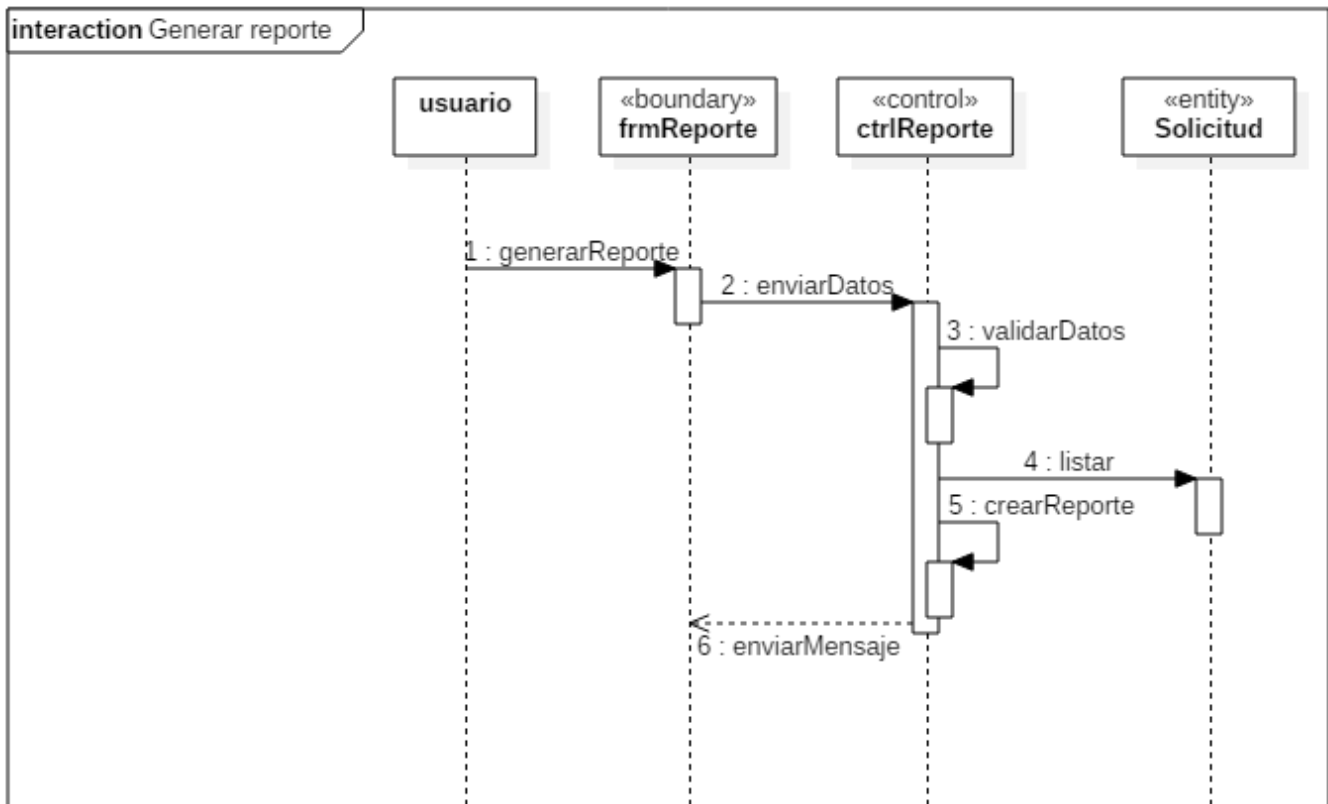 interaction Generar reporte
usuario
«boundary»
frmReporte
«control»
ctrlReporte
«entity»
Solicitud
1 : generarReporte
2 : enviarDatos
3 : validarDatos
4 : listar
5 : crearReporte
6 : enviarMensaje